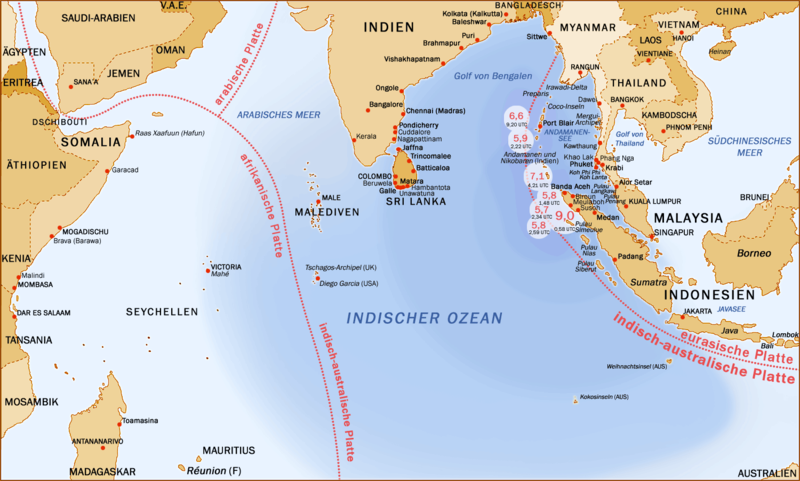 V.A.E.
SAUDI-ARABIEN
ÄGYPTEN
OMAN
JEMEN
SANA'A
ERITREA
DSCHIBUTI
SOMALIA
Raas Xaafuun (Hafun)
ÄTHIOPIEN
Garacad
MOGADISCHU
Brava (Barawa)
KENIA
Malindi
MOMBASA
DAR ES SALAAM
TANSANIA
MOSAMBIK
Toamasina
ANTANANARIVO
MADAGASKAR
MAURITIUS
Réunion (F)
SEYCHELLEN
VICTORIA
Mahé
arabische Platte
afrikanische Platte
indisch-australische Platte
ARABISCHES MEER
INDIEN
BANGLADESCH
Kolkata (Kalkutta)
Baleshwar
Puri
Brahmapur
Vishakhapatnam
Ongole
Bangalore
Chennai (Madras)
Pondicherry
Cuddalore
Nagapattinam
Kerala
Jaffna
Trincomalee
Batticaloa
COLOMBO
Beruwela
Matara
Galle
Hambantota
Unawatuna
SRI LANKA
MALE
MALEDIVEN
Tschagos-Archipel (UK)
Diego Garcia (USA)
INDISCHER OZEAN
Golf von Bengalen
Sittwe
MYANMAR
RANGUN
Irawadi-Delta
Preparis
Coco-Inseln
Dawei
Mergui-
Archipel
Port Blair
ANDAMANEN-
SEE
Andamanen und
Nikobaren (Indien)
Kawthaung
Khao Lak
Phang Nga
Phuket
Krabi
Koh Phi Phi
Koh Lanta
6,6
9.20 UTC
5,9
2.22 UTC
7,1
4.21 UTC
5,8
1.48 UTC
5,7
2.34 UTC
9,0
0.58 UTC
5,8
2.59 UTC
Banda Aceh
Bireun
Meulaboh
Susoh
Pulau
Simeulue
Medan
Pulau
Langkawi
Pulau
Penang
Alor Setar
KUALA LUMPUR
Pulau
Nias
Pulau
Siberut
Padang
Sumatra
CHINA
VIETNAM
HANOI
LAOS
VIENTIANE
Heinan
THAILAND
BANGKOK
KAMBODSCHA
PHNOM PENH
Golf von
Thailand
SÜDCHINESISCHES
MEER
BRUNEJ
MALAYSIA
SINGAPUR
Borneo
INDONESIEN
JAKARTA
JAVASEE
Java
Lombok
Bali
eurasische Platte
indisch-australische Platte
Weihnachtsinsel (AUS)
Kokosinseln (AUS)
AUSTRALIEN